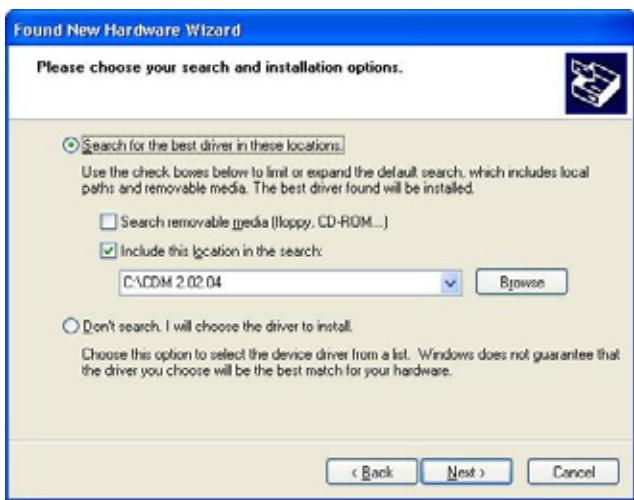 Found New Hardware Wizard
Please choose your search and installation options.
Search for the best driver in these locations.
Use the check boxes below to limit or expand the default search, which includes local
paths and removable media. The best driver found will be installed.
Search removable media (floppy, CD-ROM...)
Include this location in the search:
C:\CDM 2.02.04
Browse
Don't search. I will choose the driver to install.
Choose this option to select the device driver from a list. Windows does not guarantee that
the driver you choose will be the best match for your hardware.
< Back Next > Cancel